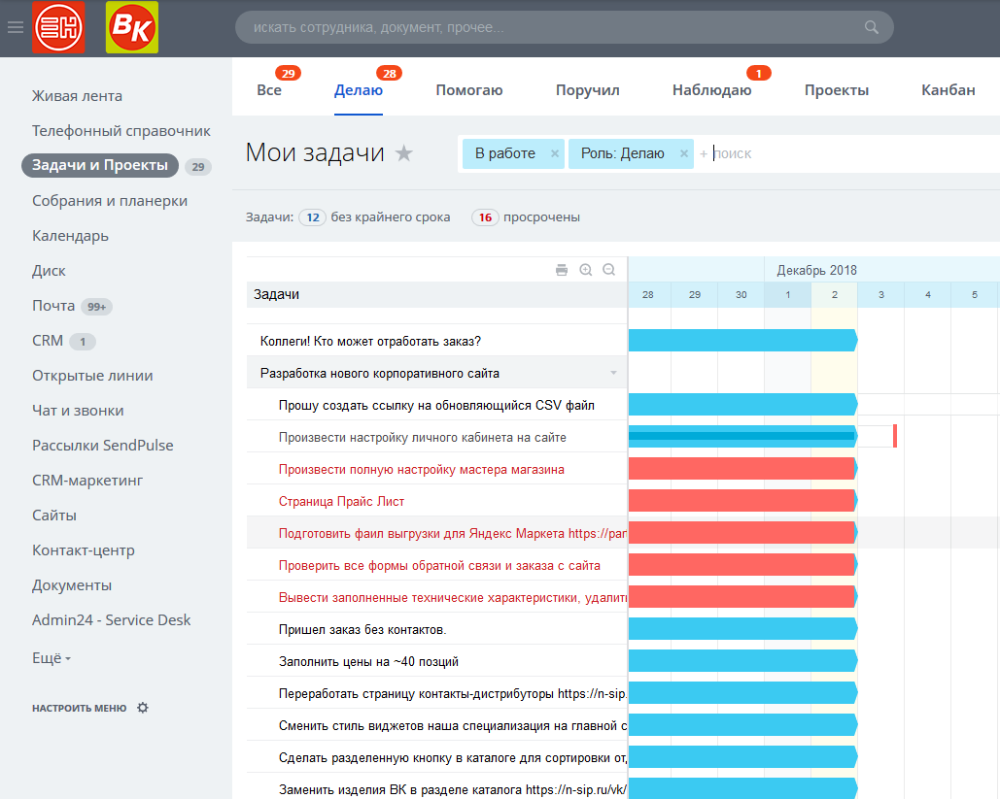 ЭН
ВК
искать сотрудника, документ, прочее...
Живая лента
Телефонный справочник
Задачи и Проекты 29
Собрания и планерки
Календарь
Диск
Почта 99+
CRM 1
Открытые линии
Чат и звонки
Рассылки SendPulse
CRM-маркетинг
Сайты
Контакт-центр
Документы
Admin24 - Service Desk
Ещё
НАСТРОИТЬ МЕНЮ
Все 29 Делаю 28 Помогаю Поручил Наблюдаю 1 Проекты Канбан
Мои задачи
В работе × Роль: Делаю × + поиск
Задачи: 12 без крайнего срока 16 просрочены
Декабрь 2018
Задачи 28 29 30 1 2 3 4 5
Коллеги! Кто может отработать заказ?
Разработка нового корпоративного сайта
Прошу создать ссылку на обновляющийся CSV файл
Произвести настройку личного кабинета на сайте
Произвести полную настройку мастера магазина
Страница Прайс Лист
Подготовить фаил выгрузки для Яндекс Маркета https://par
Проверить все формы обратной связи и заказа с сайта
Вывести заполненные технические характеристики, удалить
Пришел заказ без контактов.
Заполнить цены на ~40 позций
Переработать страницу контакты-дистрибуторы https://n-sip.
Сменить стиль виджетов наша специализация на главной с
Сделать разделенную кнопку в каталоге для сортировки от
Заменить изделия ВК в разделе каталога https://n-sip.ru/vk/